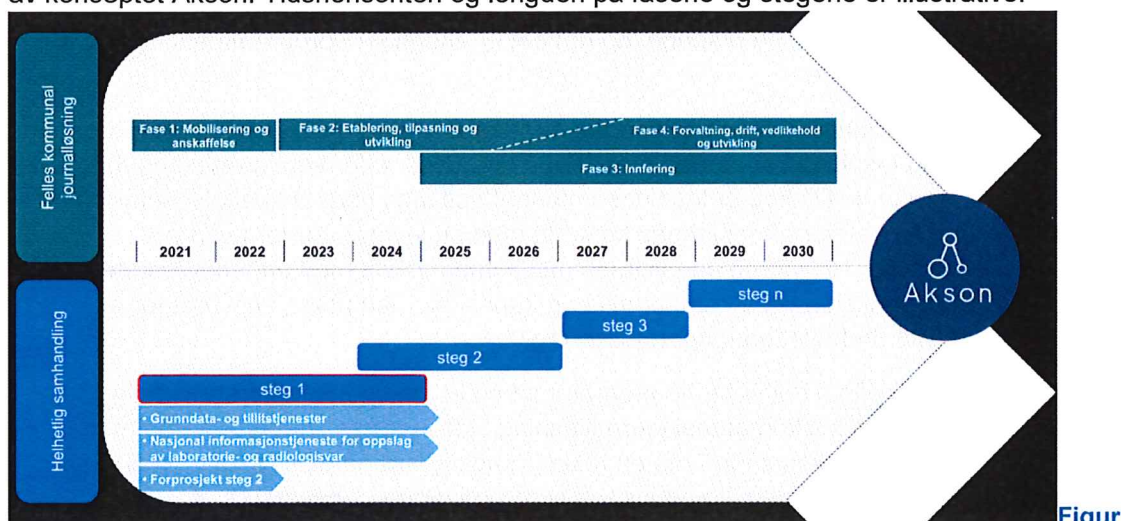 av konseptet Akson. Tidshorisonten og lengden på fasene og stegene er illustrative.
Felles kommunal
journalløsning
Fase 1: Mobilisering og
anskaffelse
Fase 2: Etablering, tilpasning og
utvikling
Fase 4: Forvaltning, drift, vedlikehold
og utvikling
Fase 3: Innføring
2021 2022 2023 2024 2025 2026 2027 2028 2029 2030
Akson
Helhetlig samhandling
steg n
steg 3
steg 2
steg 1
• Grunndata- og tillitstjenester
• Nasjonal informasjonstjeneste for oppslag
av laboratorie- og radiologisvar
• Forprosjekt steg 2
Figur